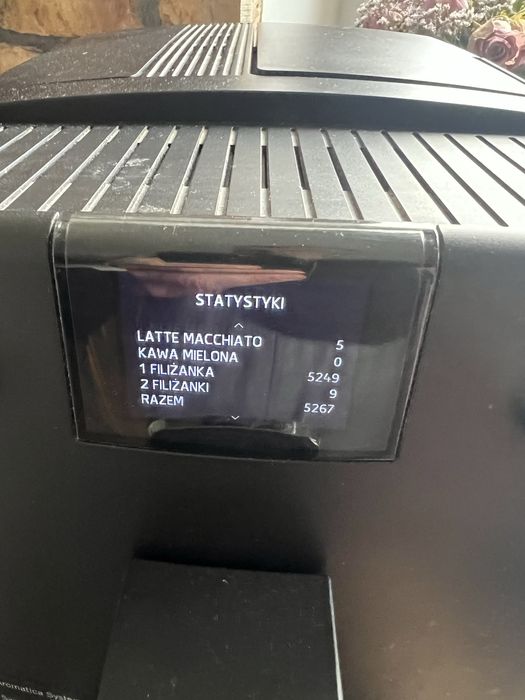 STATYSTYKI
LATTE MACCHIATO 5
KAWA MIELONA 0
1 FILIŻANKA 5249
2 FILIŻANKI 9
RAZEM 5267